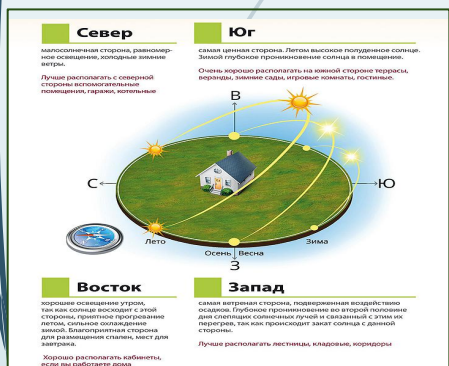 Север
малосолнечная сторона, равномер-
ное освещение, холодные зимние
ветры.
Лучше располагать с северной
стороны вспомогательные
помещения, гаражи, котельные
Юг
самая ценная сторона. Летом высокое полуденное солнце.
Зимой глубокое проникновение солнца в помещение.
Очень хорошо располагать на южной стороне террасы,
веранды, зимние сады, игровые комнаты, гостиные.
В
С
Ю
Лето
Осень Весна
Зима
З
Восток
хорошее освещение утром,
так как солнце восходит с этой
стороны, приятное прогревание
летом, сильное охлаждение
зимой. Благоприятная сторона
для размещения спален, мест для
завтрака.
Хорошо располагать кабинеты,
если вы работаете дома
Запад
самая ветреная сторона, подверженная воздействию
осадков. Глубокое проникновение во второй половине
дня слепящих солнечных лучей и связанный с этим их
перегрев, так как происходит закат солнца с данной
стороны.
Лучше располагать лестницы, кладовые, коридоры